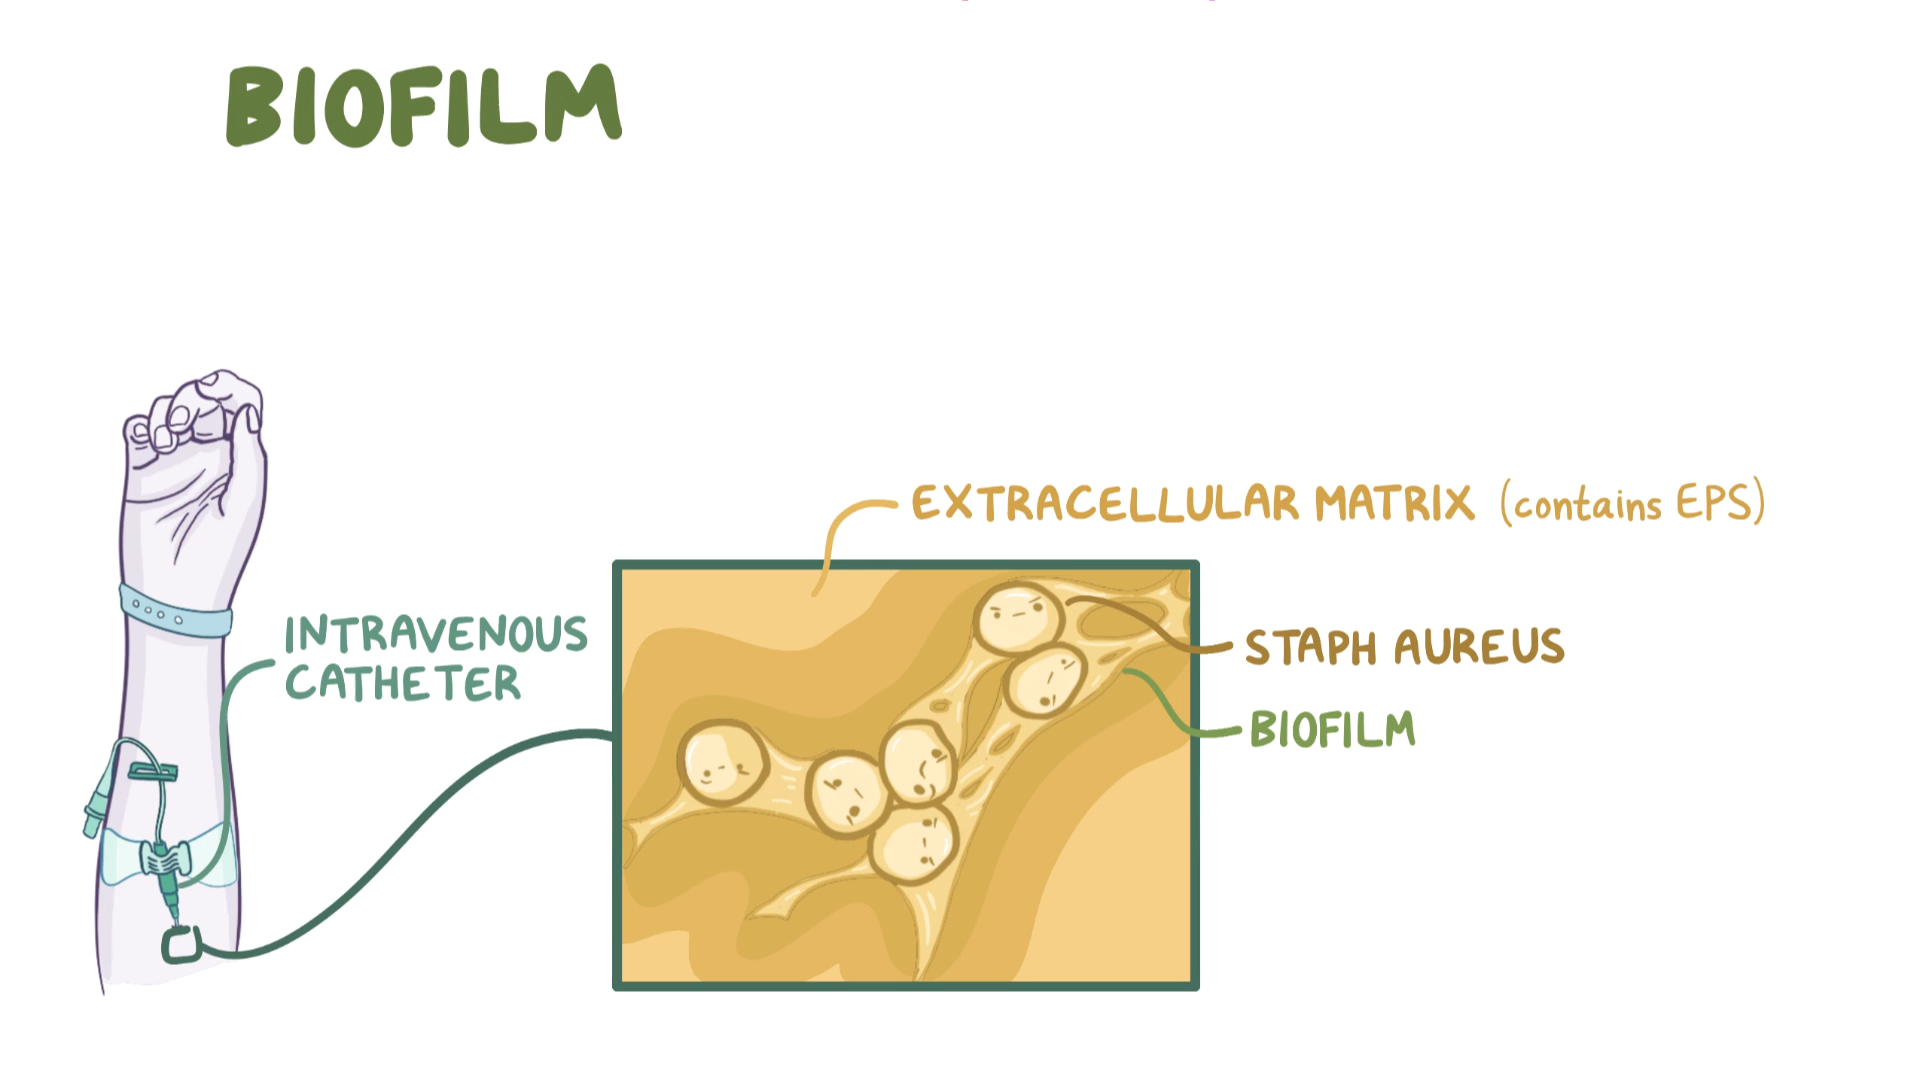 BIOFILM
EXTRACELLULAR MATRIX (contains EPS)
INTRAVENOUS
CATHETER
STAPH AUREUS
BIOFILM